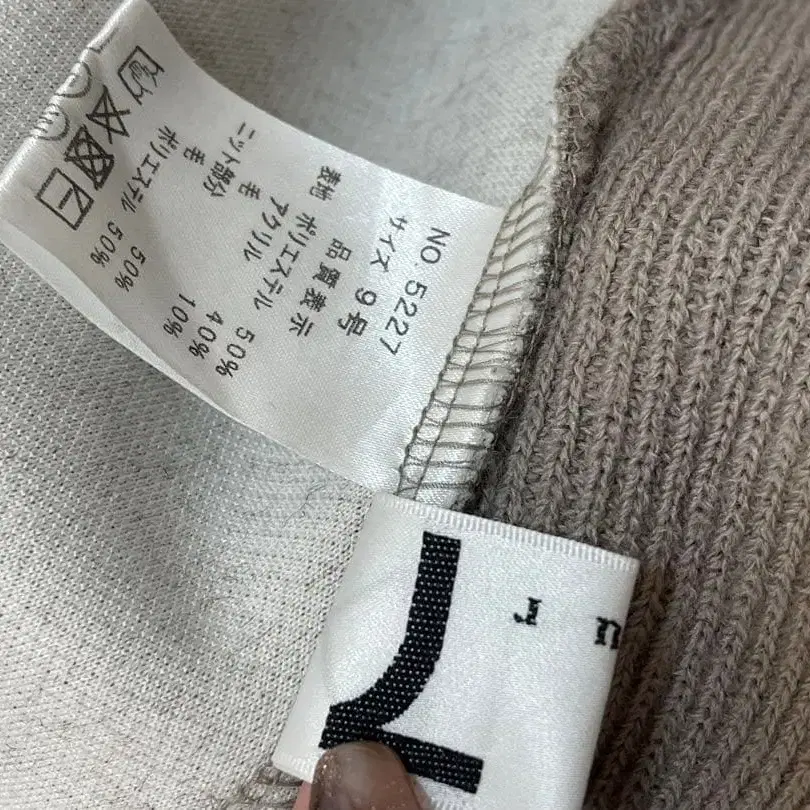 NO. 5227
サイズ 9号
品質表示
表地 ポリエステル 50%
アクリル 40%
毛 10%
ニット部分
毛 50%
ポリエステル 50%